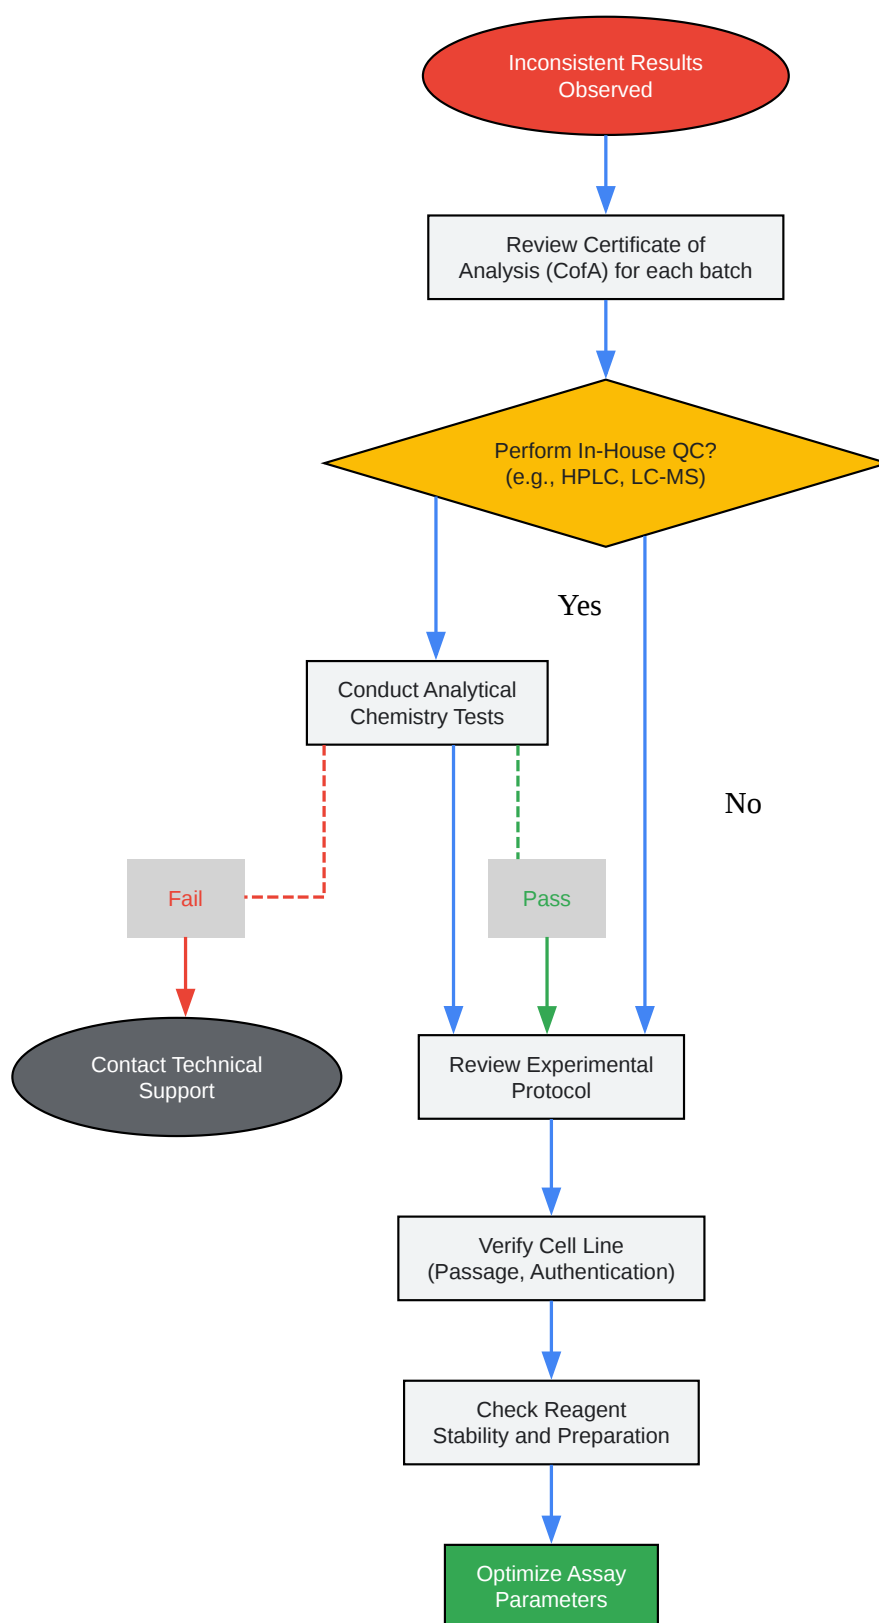 Inconsistent Results
Observed
Review Certificate of
Analysis (CofA) for each batch
Perform In-House QC?
(e.g., HPLC, LC-MS)
Yes
Conduct Analytical
Chemistry Tests
No
Fail
Pass
Contact Technical
Support
Review Experimental
Protocol
Verify Cell Line
(Passage, Authentication)
Check Reagent
Stability and Preparation
Optimize Assay
Parameters